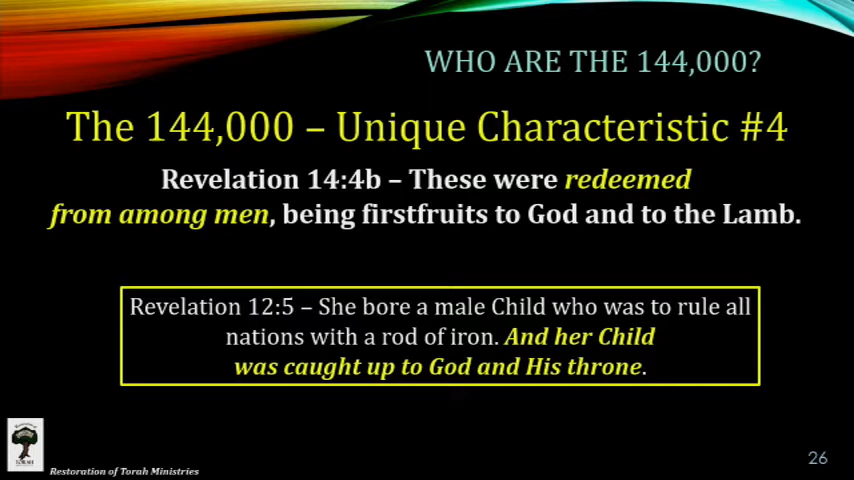 WHO ARE THE 144,000?
The 144,000 – Unique Characteristic #4
Revelation 14:4b – These were redeemed
from among men, being firstfruits to God and to the Lamb.
Revelation 12:5 – She bore a male Child who was to rule all
nations with a rod of iron. And her Child
was caught up to God and His throne.
TORAH
Restoration of Torah Ministries
26